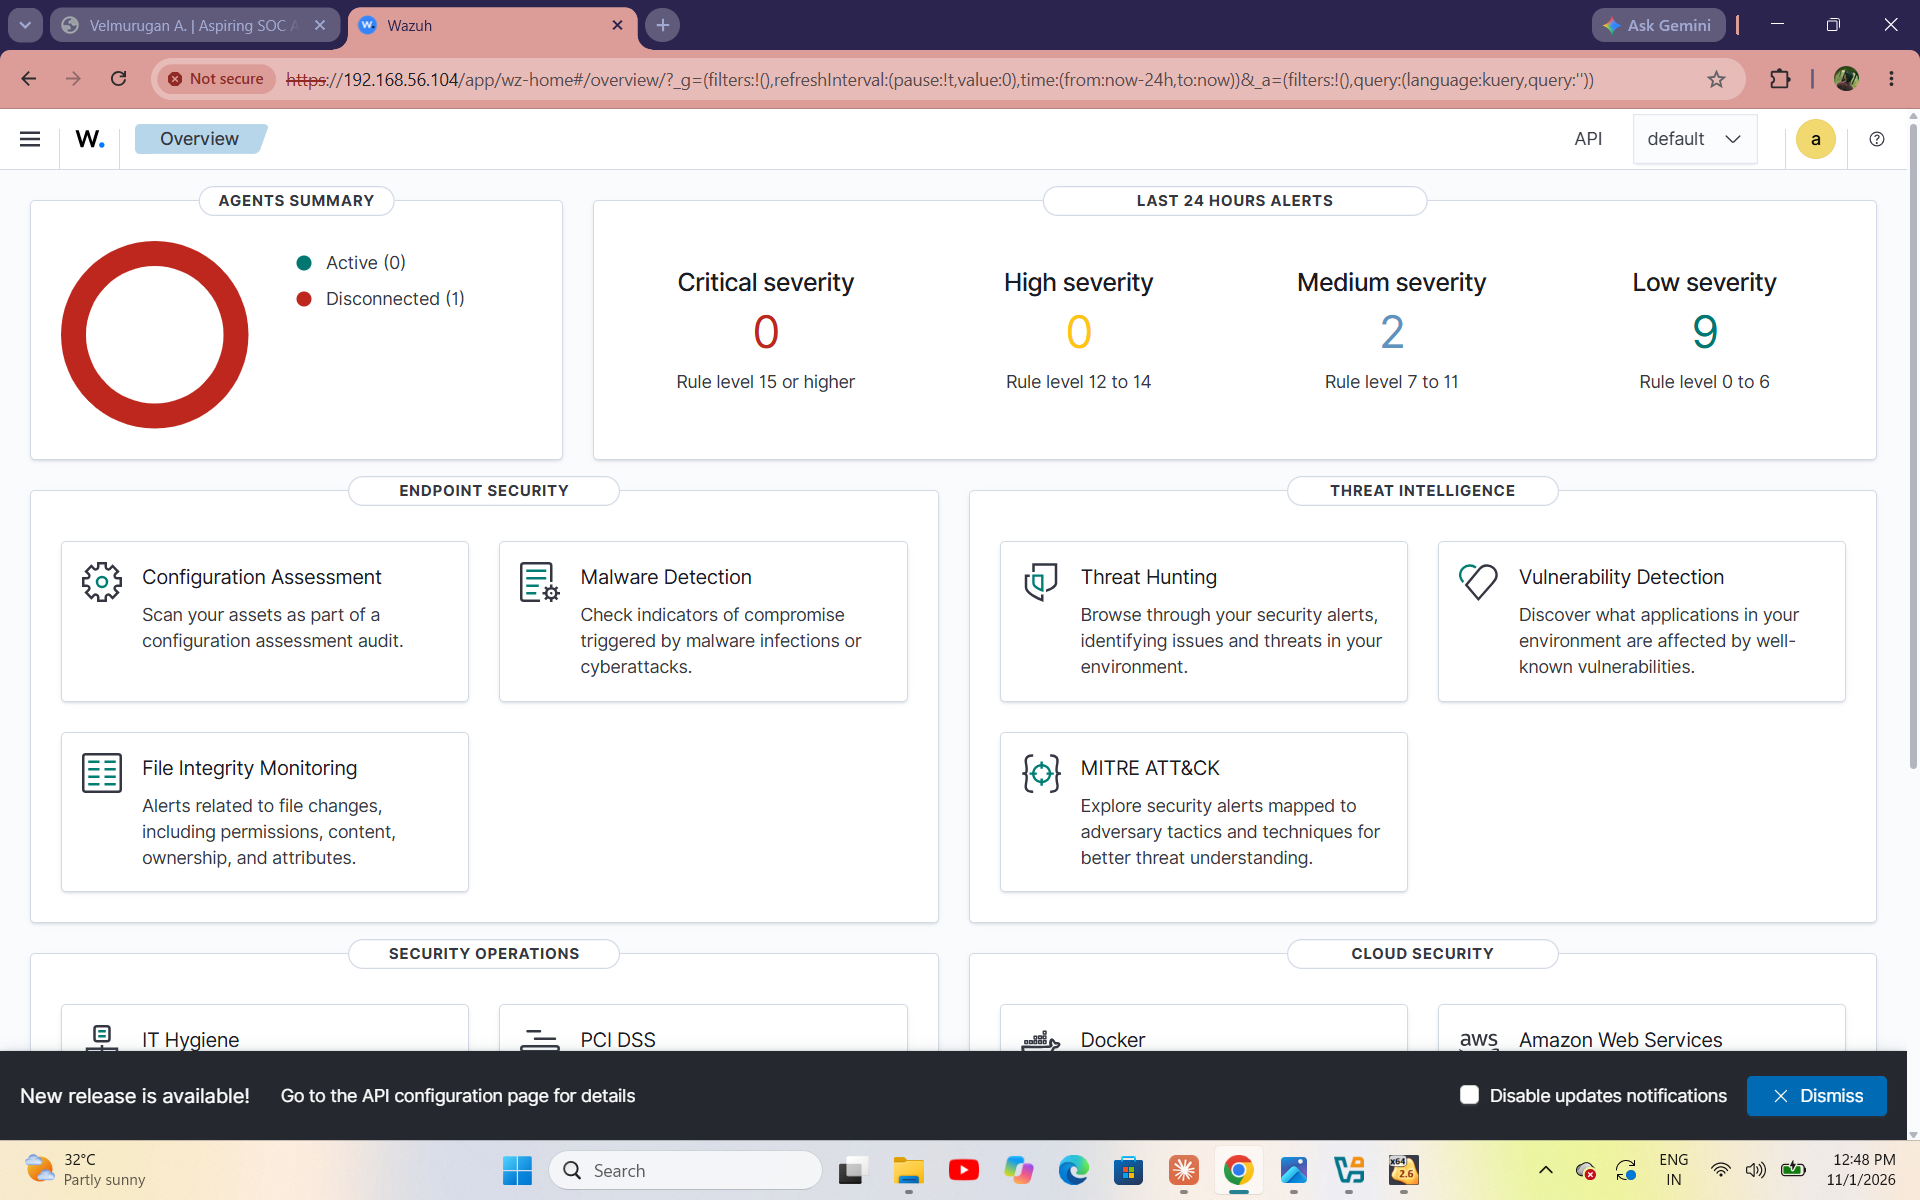 Velmurugan A. | Aspiring SOC A
Wazuh
Ask Gemini
Not secure
https://192.168.56.104/app/wz-home#/overview/?_g=(filters:!(),refreshInterval:(pause:!t,value:0),time:(from:now-24h,to:now))&_a=(filters:!(),query:(language:kuery,query:''))
W.
Overview
API
default
a
AGENTS SUMMARY
Active (0)
Disconnected (1)
LAST 24 HOURS ALERTS
Critical severity
0
Rule level 15 or higher
High severity
0
Rule level 12 to 14
Medium severity
2
Rule level 7 to 11
Low severity
9
Rule level 0 to 6
ENDPOINT SECURITY
Configuration Assessment
Scan your assets as part of a
configuration assessment audit.
Malware Detection
Check indicators of compromise
triggered by malware infections or
cyberattacks.
File Integrity Monitoring
Alerts related to file changes,
including permissions, content,
ownership, and attributes.
THREAT INTELLIGENCE
Threat Hunting
Browse through your security alerts,
identifying issues and threats in your
environment.
Vulnerability Detection
Discover what applications in your
environment are affected by well-
known vulnerabilities.
MITRE ATT&CK
Explore security alerts mapped to
adversary tactics and techniques for
better threat understanding.
SECURITY OPERATIONS
IT Hygiene
PCI DSS
CLOUD SECURITY
Docker
aws
Amazon Web Services
New release is available!
Go to the API configuration page for details
Disable updates notifications
Dismiss
32°C
Partly sunny
Search
x64
2.6
ENG
IN
12:48 PM
11/1/2026